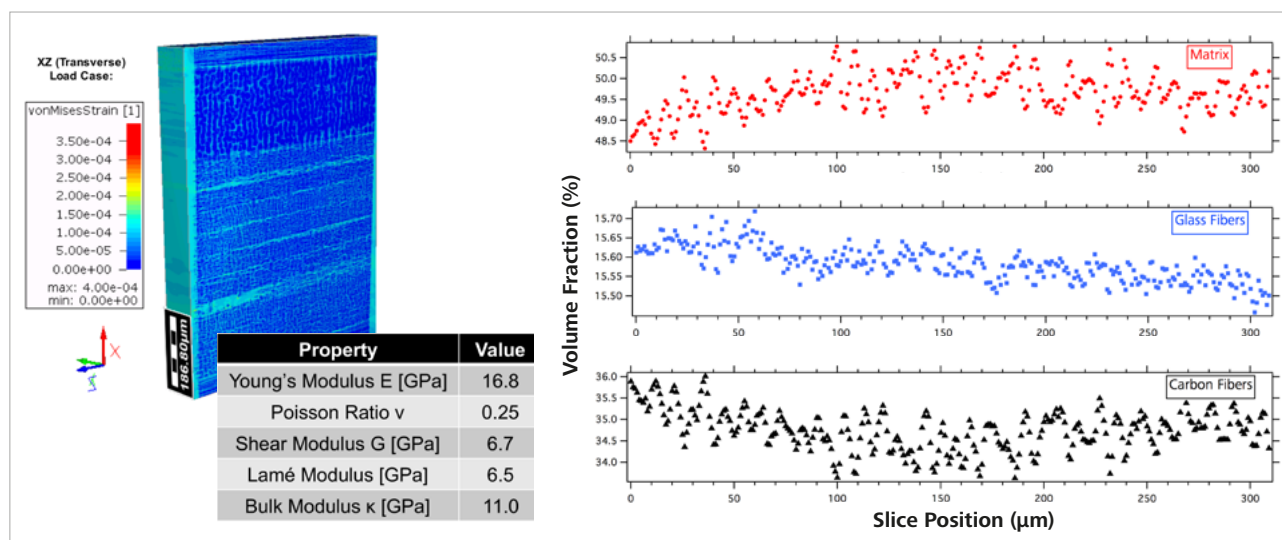 XZ (Transverse)
Load Case:
vonMisesStrain [1]
3.50e-04
3.00e-04
2.50e-04
2.00e-04
1.50e-04
1.00e-04
5.00e-05
0.00e+00
max: 4.00e-04
min: 0.00e+00
X
186.80µm
Property Value
Young's Modulus E [GPa] 16.8
Poisson Ratio ν 0.25
Shear Modulus G [GPa] 6.7
Lamé Modulus [GPa] 6.5
Bulk Modulus κ [GPa] 11.0
Volume Fraction (%)
Matrix
50.5
50.0
49.5
49.0
48.5
0 50 100 150 200 250 300
Glass Fibers
15.70
15.65
15.60
15.55
15.50
0 50 100 150 200 250 300
Carbon Fibers
36.0
35.5
35.0
34.5
34.0
0 50 100 150 200 250 300
Slice Position (µm)